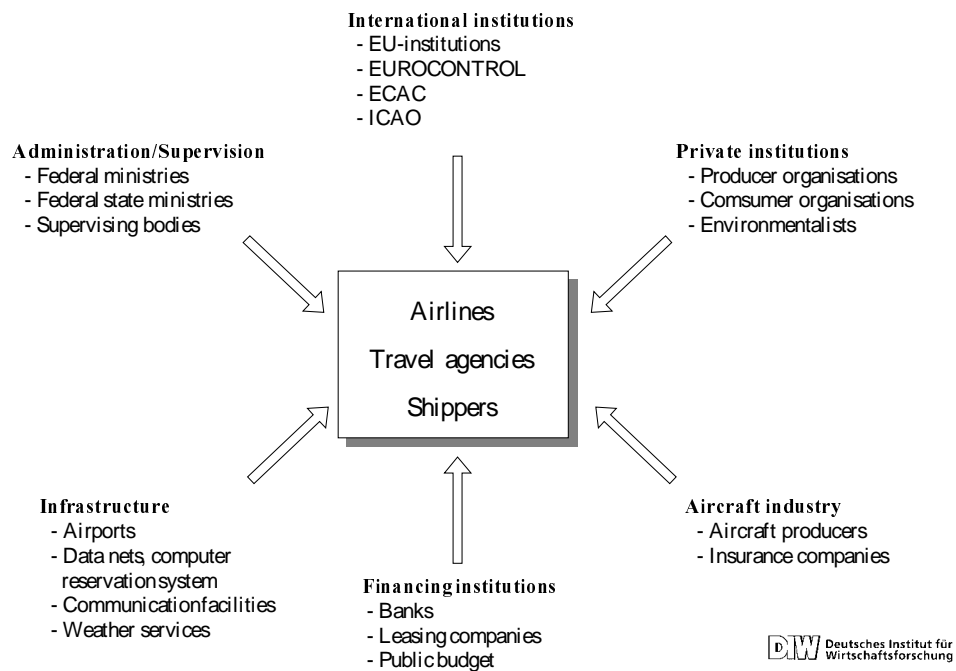 International institutions
- EU-institutions
- EUROCONTROL
- ECAC
- ICAO
Administration/Supervision
- Federal ministries
- Federal state ministries
- Supervising bodies
Private institutions
- Producer organisations
- Comsumer organisations
- Environmentalists
Airlines
Travel agencies
Shippers
Infrastructure
- Airports
- Data nets, computer
reservation system
- Communication facilities
- Weather services
Financing institutions
- Banks
- Leasing companies
- Public budget
Aircraft industry
- Aircraft producers
- Insurance companies
DIW Deutsches Institut für
Wirtschaftsforschung